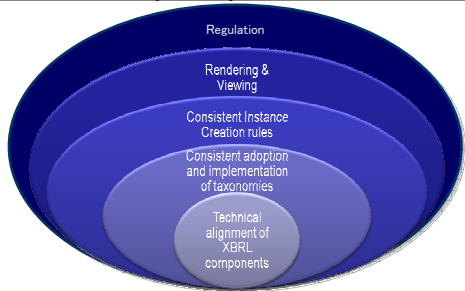 Regulation
Rendering &
Viewing
Consistent Instance
Creation rules
Consistent adoption
and implementation
of taxonomies
Technical
alignment of
XBRL
components